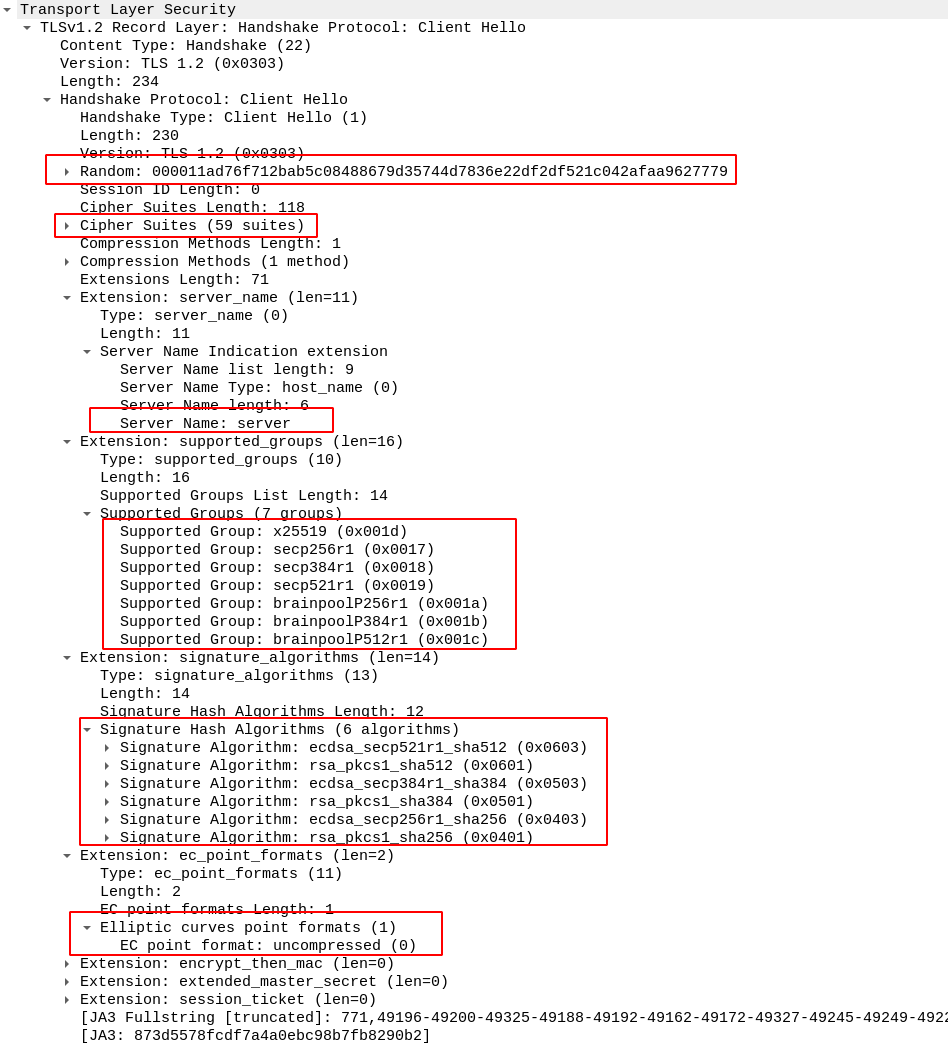 Transport Layer Security
TLSv1.2 Record Layer: Handshake Protocol: Client Hello
Content Type: Handshake (22)
Version: TLS 1.2 (0x0303)
Length: 234
Handshake Protocol: Client Hello
Handshake Type: Client Hello (1)
Length: 230
Version: TLS 1.2 (0x0303)
Random: 000011ad76f712bab5c08488679d35744d7836e22df2df521c042afaa9627779
Session ID Length: 0
Cipher Suites Length: 118
Cipher Suites (59 suites)
Compression Methods Length: 1
Compression Methods (1 method)
Extensions Length: 71
Extension: server_name (len=11)
Type: server_name (0)
Length: 11
Server Name Indication extension
Server Name list length: 9
Server Name Type: host_name (0)
Server Name length: 6
Server Name: server
Extension: supported_groups (len=16)
Type: supported_groups (10)
Length: 16
Supported Groups List Length: 14
Supported Groups (7 groups)
Supported Group: x25519 (0x001d)
Supported Group: secp256r1 (0x0017)
Supported Group: secp384r1 (0x0018)
Supported Group: secp521r1 (0x0019)
Supported Group: brainpoolP256r1 (0x001a)
Supported Group: brainpoolP384r1 (0x001b)
Supported Group: brainpoolP512r1 (0x001c)
Extension: signature_algorithms (len=14)
Type: signature_algorithms (13)
Length: 14
Signature Hash Algorithms Length: 12
Signature Hash Algorithms (6 algorithms)
Signature Algorithm: ecdsa_secp521r1_sha512 (0x0603)
Signature Algorithm: rsa_pkcs1_sha512 (0x0601)
Signature Algorithm: ecdsa_secp384r1_sha384 (0x0503)
Signature Algorithm: rsa_pkcs1_sha384 (0x0501)
Signature Algorithm: ecdsa_secp256r1_sha256 (0x0403)
Signature Algorithm: rsa_pkcs1_sha256 (0x0401)
Extension: ec_point_formats (len=2)
Type: ec_point_formats (11)
Length: 2
EC point formats Length: 1
Elliptic curves point formats (1)
EC point format: uncompressed (0)
Extension: encrypt_then_mac (len=0)
Extension: extended_master_secret (len=0)
Extension: session_ticket (len=0)
[JA3 Fullstring [truncated]: 771,49196-49200-49325-49188-49192-49162-49172-49327-49245-49249-4922
[JA3: 873d5578fcdf7a4a0ebc98b7fb8290b2]